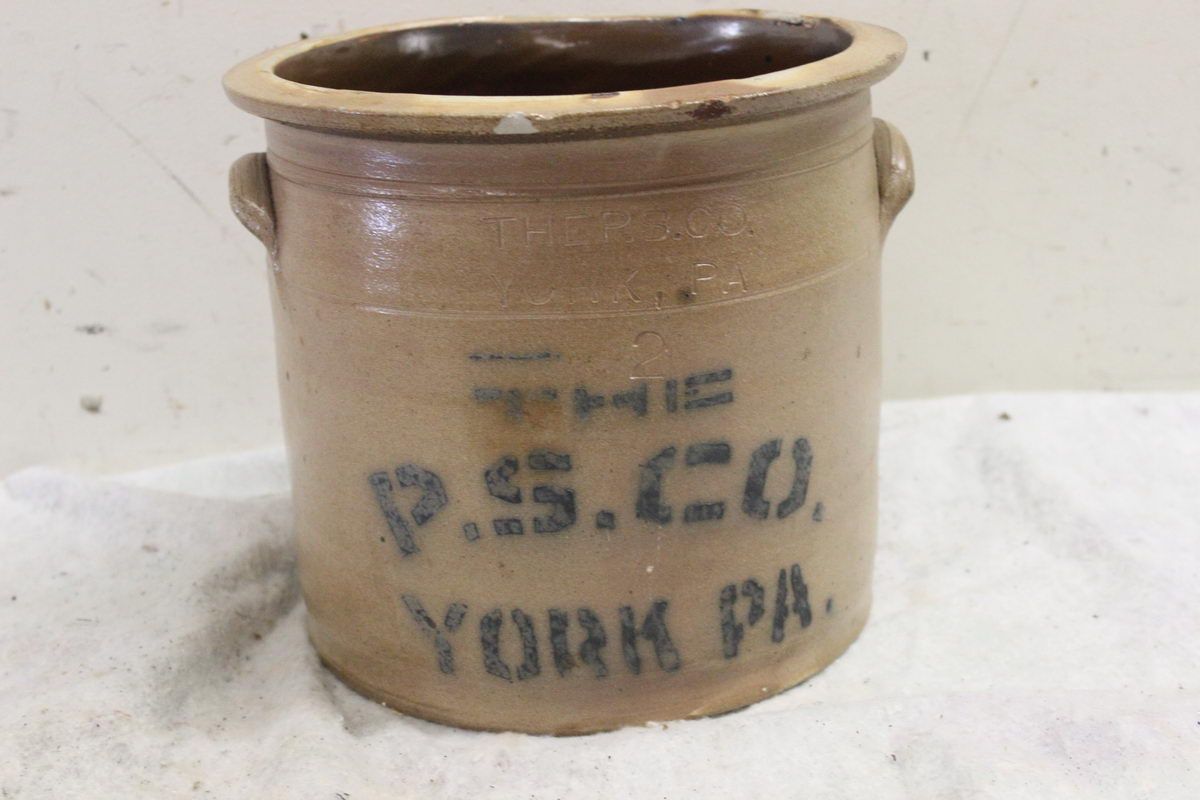 THE P.S.CO.
YORK, PA.
2
THE
P.S.CO.
YORK PA.